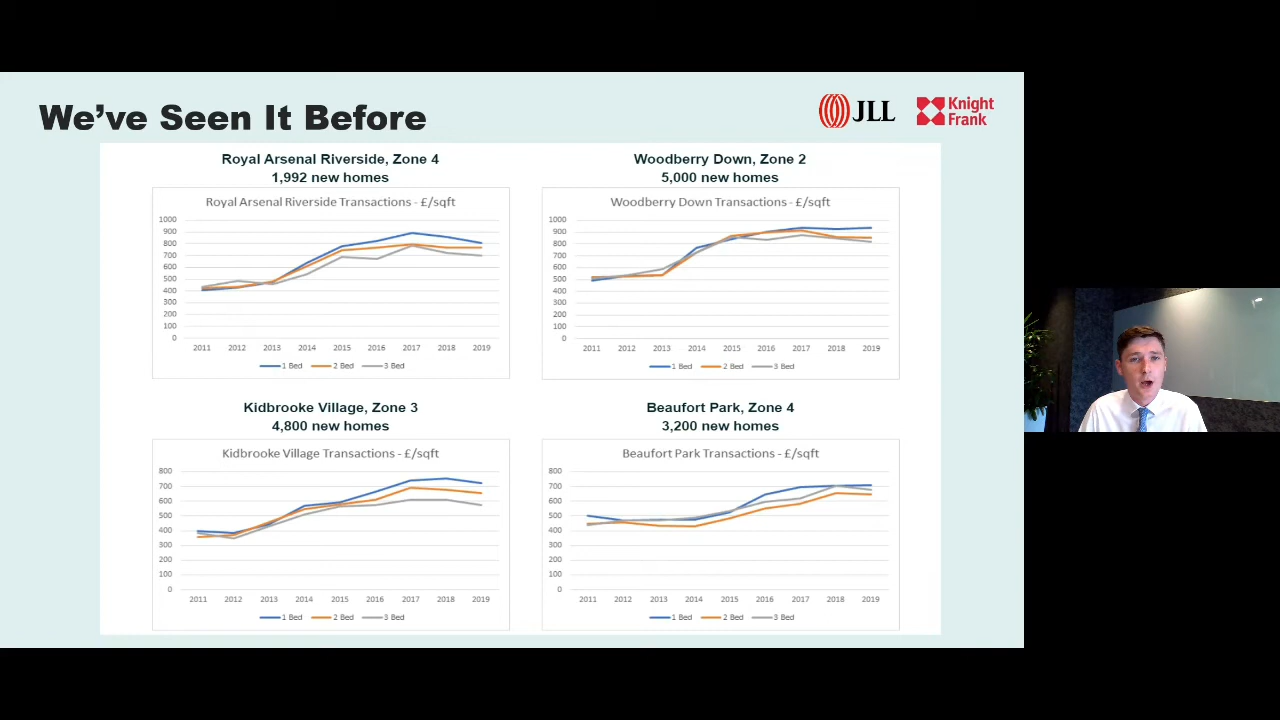 We've Seen It Before
JLL
Knight
Frank
Royal Arsenal Riverside, Zone 4
1,992 new homes
Royal Arsenal Riverside Transactions - £/sqft
1000
900
800
700
600
500
400
300
200
100
0
2011 2012 2013 2014 2015 2016 2017 2018 2019
1 Bed 2 Bed 3 Bed
Woodberry Down, Zone 2
5,000 new homes
Woodberry Down Transactions - £/sqft
1000
900
800
700
600
500
400
300
200
100
0
2011 2012 2013 2014 2015 2016 2017 2018 2019
1 Bed 2 Bed 3 Bed
Kidbrooke Village, Zone 3
4,800 new homes
Kidbrooke Village Transactions - £/sqft
800
700
600
500
400
300
200
100
0
2011 2012 2013 2014 2015 2016 2017 2018 2019
1 Bed 2 Bed 3 Bed
Beaufort Park, Zone 4
3,200 new homes
Beaufort Park Transactions - £/sqft
800
700
600
500
400
300
200
100
0
2011 2012 2013 2014 2015 2016 2017 2018 2019
1 Bed 2 Bed 3 Bed